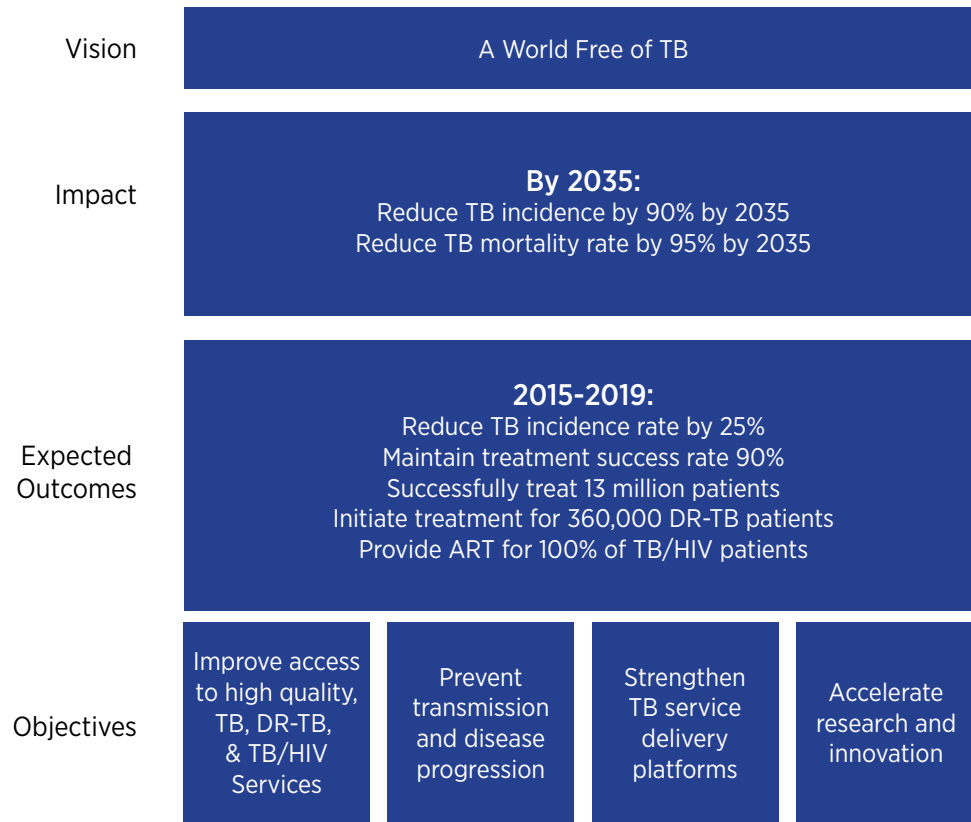 Vision
A World Free of TB
Impact
By 2035:
Reduce TB incidence by 90% by 2035
Reduce TB mortality rate by 95% by 2035
Expected
Outcomes
2015-2019:
Reduce TB incidence rate by 25%
Maintain treatment success rate 90%
Successfully treat 13 million patients
Initiate treatment for 360,000 DR-TB patients
Provide ART for 100% of TB/HIV patients
Objectives
Improve access
to high quality,
TB, DR-TB,
& TB/HIV
Services
Prevent
transmission
and disease
progression
Strengthen
TB service
delivery
platforms
Accelerate
research and
innovation